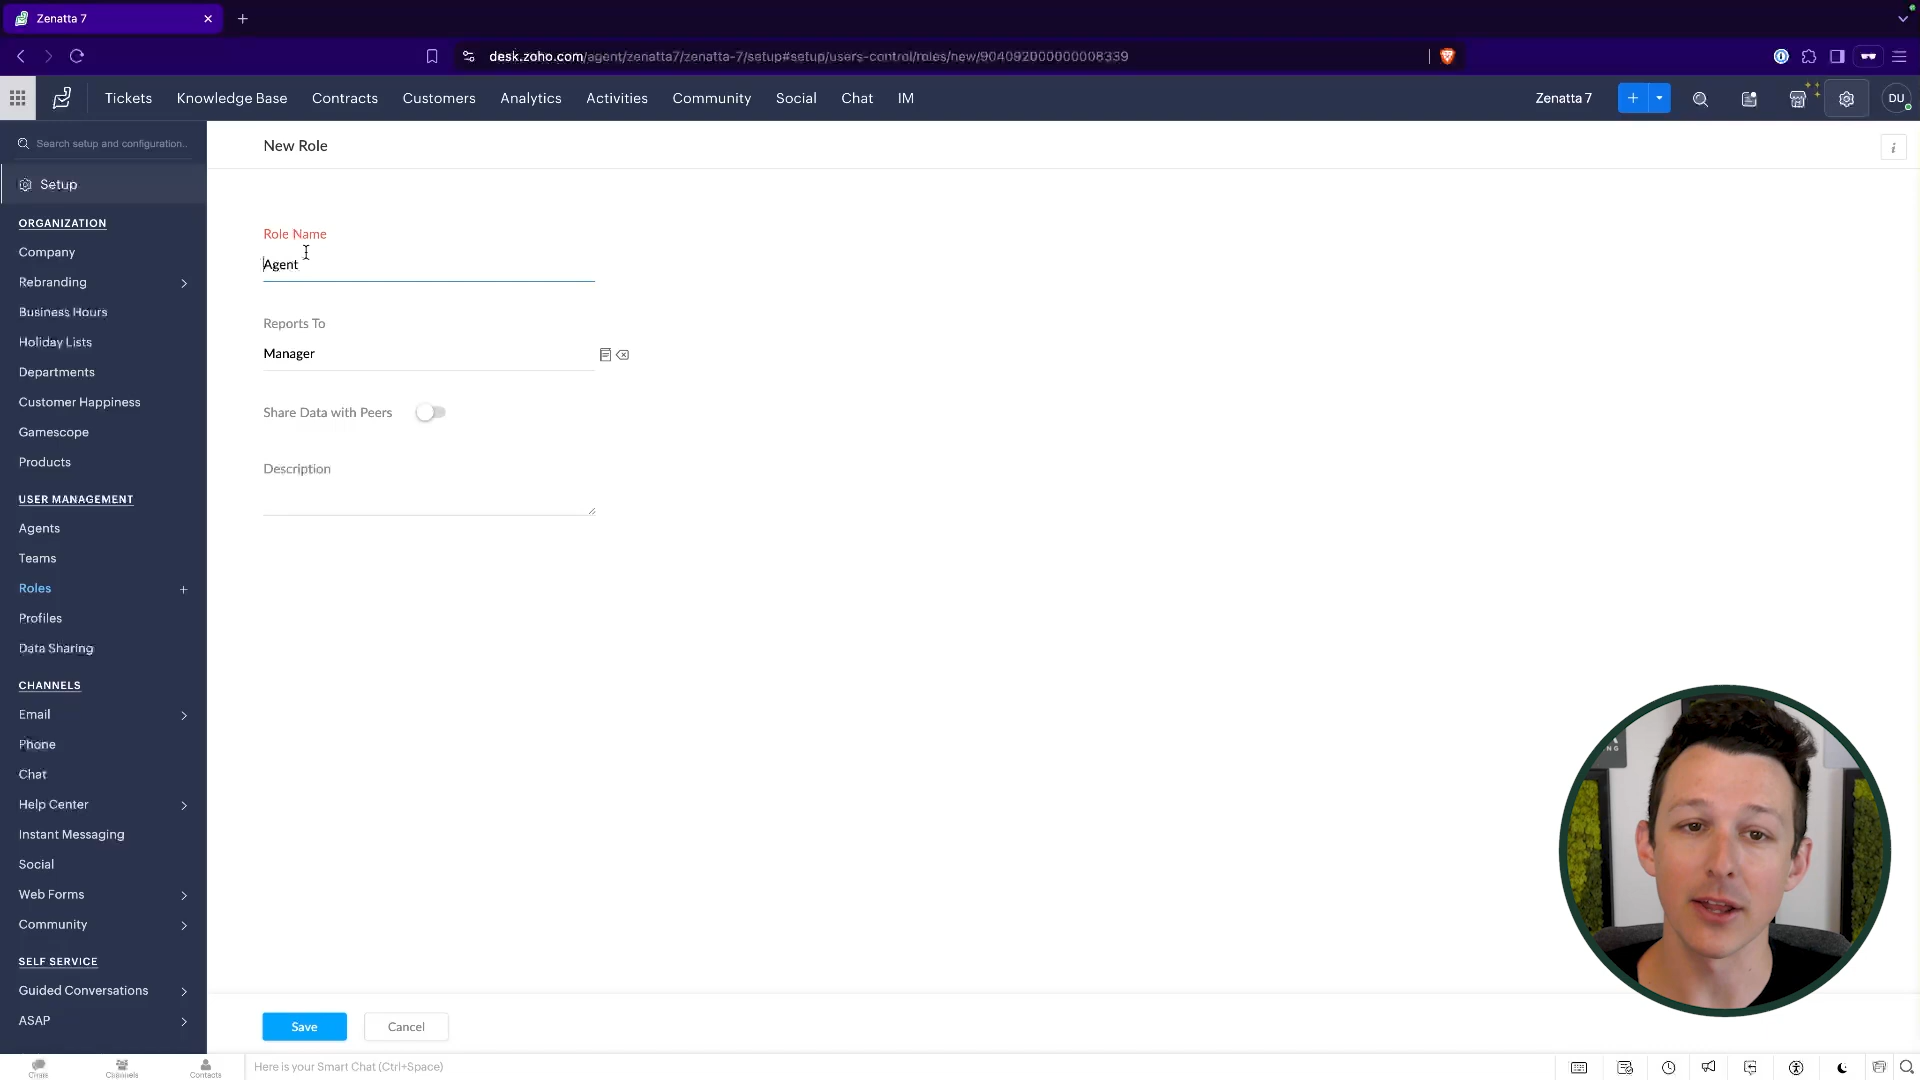 Zenatta 7
desk.zoho.com/agent/zenatta7/zenatta-7/setup#setup/users-control/roles/new/904092000000008339
Tickets Knowledge Base Contracts Customers Analytics Activities Community Social Chat IM Zenatta 7 DU
Search setup and configuration..
New Role
Setup
ORGANIZATION
Company
Rebranding
Business Hours
Holiday Lists
Departments
Customer Happiness
Gamescope
Products
USER MANAGEMENT
Agents
Teams
Roles
Profiles
Data Sharing
CHANNELS
Email
Phone
Chat
Help Center
Instant Messaging
Social
Web Forms
Community
SELF SERVICE
Guided Conversations
ASAP
Role Name
Agent
Reports To
Manager
Share Data with Peers
Description
Save Cancel
Chats Channels Contacts
Here is your Smart Chat (Ctrl+Space)